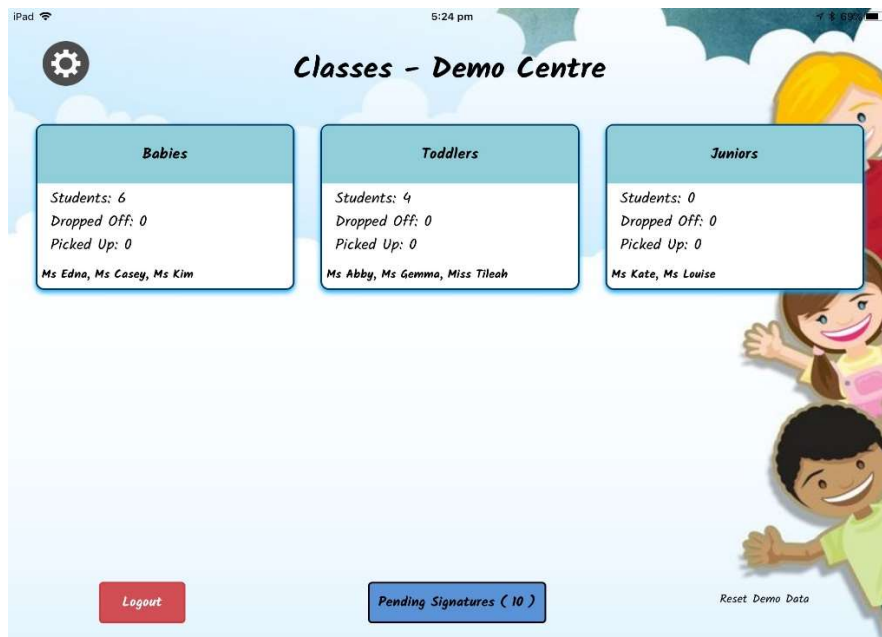 iPad
5:24 pm
69%
Classes - Demo Centre
Babies
Students: 6
Dropped Off: 0
Picked Up: 0
Ms Edna, Ms Casey, Ms Kim
Toddlers
Students: 4
Dropped Off: 0
Picked Up: 0
Ms Abby, Ms Gemma, Miss Tileah
Juniors
Students: 0
Dropped Off: 0
Picked Up: 0
Ms Kate, Ms Louise
Logout
Pending Signatures ( 10 )
Reset Demo Data